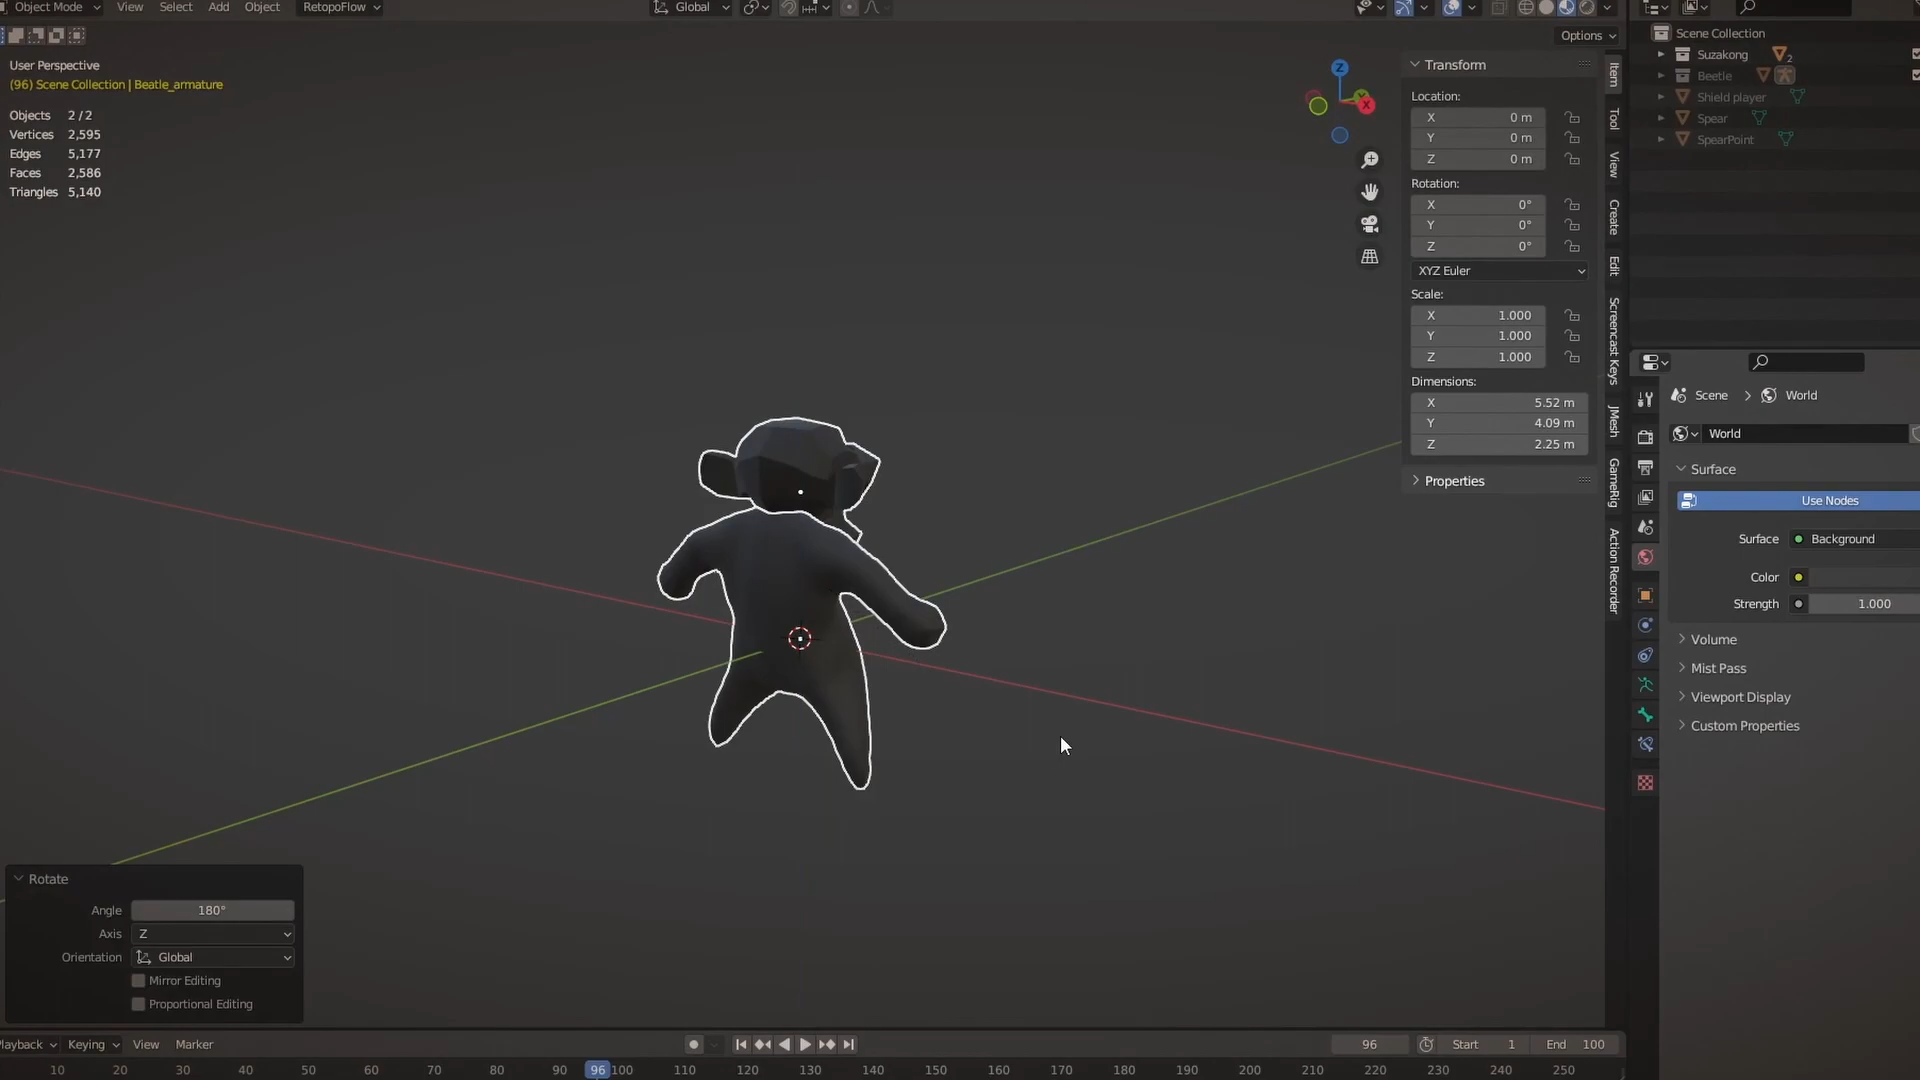 Object Mode View Select Add Object RetopoFlow Global
Options
User Perspective
(96) Scene Collection | Beatle_armature
Objects 2 / 2
Vertices 2,595
Edges 5,177
Faces 2,586
Triangles 5,140
Z
X
Transform
Location:
X 0 m
Y 0 m
Z 0 m
Rotation:
X 0°
Y 0°
Z 0°
XYZ Euler
Scale:
X 1.000
Y 1.000
Z 1.000
Dimensions:
X 5.52 m
Y 4.09 m
Z 2.25 m
Properties
Item
Tool
View
Create
Edit
Screencast Keys
JMesh
GameRig
Action Recorder
Scene Collection
Suzakong 2
Beetle
Shield player
Spear
SpearPoint
Scene World
World
Surface
Use Nodes
Surface Background
Color
Strength 1.000
Volume
Mist Pass
Viewport Display
Custom Properties
Rotate
Angle 180°
Axis Z
Orientation Global
Mirror Editing
Proportional Editing
Playback Keying View Marker 96 Start 1 End 100
10 20 30 40 50 60 70 80 90 96 100 110 120 130 140 150 160 170 180 190 200 210 220 230 240 250